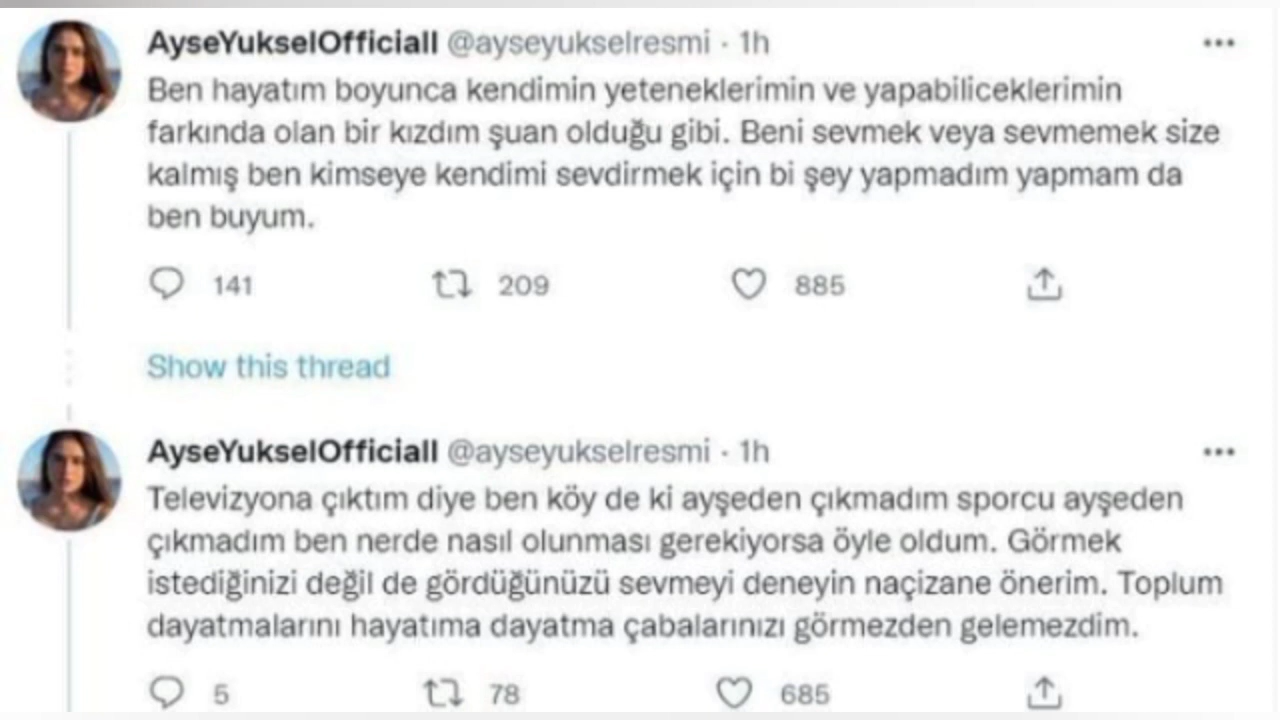 AyseYukselOfficiall @ayseyukselresmi · 1h
Ben hayatım boyunca kendimin yeteneklerimin ve yapabiliceklerimin
farkında olan bir kızdım şuan olduğu gibi. Beni sevmek veya sevmemek size
kalmış ben kimseye kendimi sevdirmek için bi şey yapmadım yapmam da
ben buyum.
141 209 885
Show this thread
AyseYukselOfficiall @ayseyukselresmi · 1h
Televizyona çıktım diye ben köy de ki ayşeden çıkmadım sporcu ayşeden
çıkmadım ben nerde nasıl olunması gerekiyorsa öyle oldum. Görmek
istediğinizi değil de gördüğünüzü sevmeyi deneyin naçizane önerim. Toplum
dayatmalarını hayatıma dayatma çabalarınızı görmezden gelemezdim.
5 78 685